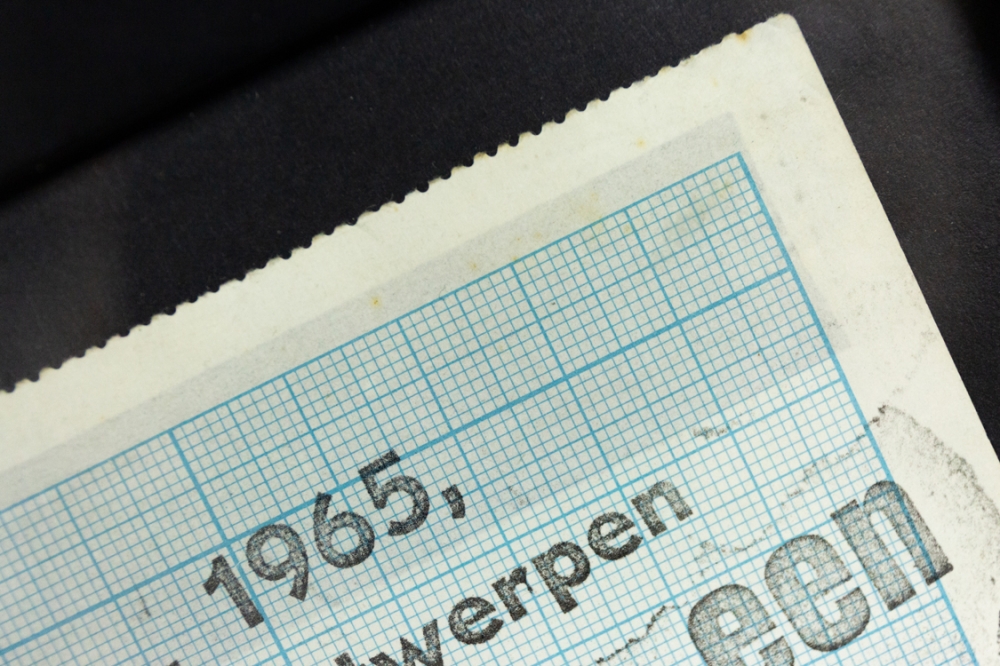 1965,
twerpen
een